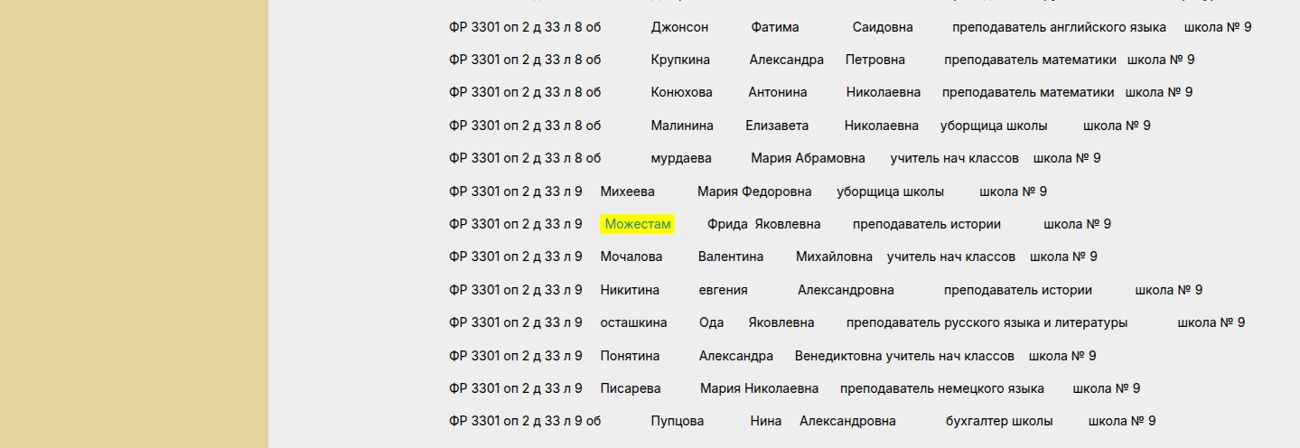 ФР 3301 оп 2 д 33 л 8 об Джонсон Фатима Саидовна преподаватель английского языка школа № 9
ФР 3301 оп 2 д 33 л 8 об Крупкина Александра Петровна преподаватель математики школа № 9
ФР 3301 оп 2 д 33 л 8 об Конюхова Антонина Николаевна преподаватель математики школа № 9
ФР 3301 оп 2 д 33 л 8 об Малинина Елизавета Николаевна уборщица школы школа № 9
ФР 3301 оп 2 д 33 л 8 об мурдаева Мария Абрамовна учитель нач классов школа № 9
ФР 3301 оп 2 д 33 л 9 Михеева Мария Федоровна уборщица школы школа № 9
ФР 3301 оп 2 д 33 л 9 Можестам Фрида Яковлевна преподаватель истории школа № 9
ФР 3301 оп 2 д 33 л 9 Мочалова Валентина Михайловна учитель нач классов школа № 9
ФР 3301 оп 2 д 33 л 9 Никитина евгения Александровна преподаватель истории школа № 9
ФР 3301 оп 2 д 33 л 9 осташкина Ода Яковлевна преподаватель русского языка и литературы школа № 9
ФР 3301 оп 2 д 33 л 9 Понятина Александра Венедиктовна учитель нач классов школа № 9
ФР 3301 оп 2 д 33 л 9 Писарева Мария Николаевна преподаватель немецкого языка школа № 9
ФР 3301 оп 2 д 33 л 9 об Пупцова Нина Александровна бухгалтер школы школа № 9